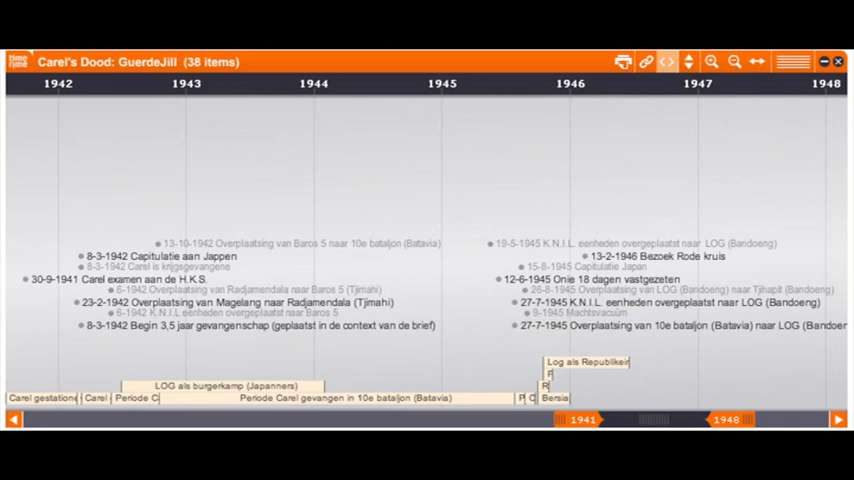 time rime
Carel's Dood: GuerdeJill (38 items)
1942 1943 1944 1945 1946 1947 1948
13-10-1942 Overplaatsing van Baros 5 naar 10e bataljon (Batavia)
19-5-1945 K.N.I.L. eenheden overgeplaatst naar LOG (Bandoeng)
8-3-1942 Capitulatie aan Jappen
13-2-1946 Bezoek Rode kruis
8-3-1942 Carel is krijgsgevangene
15-8-1945 Capitulatie Japan
30-9-1941 Carel examen aan de H.K.S.
12-6-1945 Onie 18 dagen vastgezeten
6-1942 Overplaatsing van Radjamendala naar Baros 5 (Tjimahi)
26-8-1945 Overplaatsing van LOG (Bandoeng) naar Tjihapit (Bandoeng)
23-2-1942 Overplaatsing van Magelang naar Radjamendala (Tjimahi)
27-7-1945 K.N.I.L. eenheden overgeplaatst naar LOG (Bandoeng)
6-1942 K.N.I.L eenheden overgeplaatst naar Baros 5
9-1945 Machtsvacuüm
8-3-1942 Begin 3,5 jaar gevangenschap (geplaatst in de context van de brief)
27-7-1945 Overplaatsing van 10e bataljon (Batavia) naar LOG (Bandoer
Log als Republikeir
F
LOG als burgerkamp (Japanners)
R
Carel gestatione
Carel
Periode C
Periode Carel gevangen in 10e bataljon (Batavia)
P
C
Bersia
1941 1948